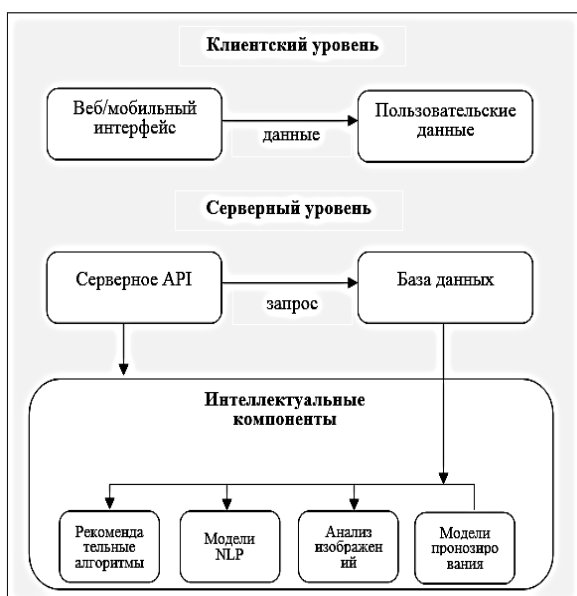 Клиентский уровень
Веб/мобильный
интерфейс
данные
Пользовательские
данные
Серверный уровень
Серверное API
запрос
База данных
Интеллектуальные
компоненты
Рекоменда
тельные
алгоритмы
Модели
NLP
Анализ
изображен
ий
Модели
пронозиро
вания